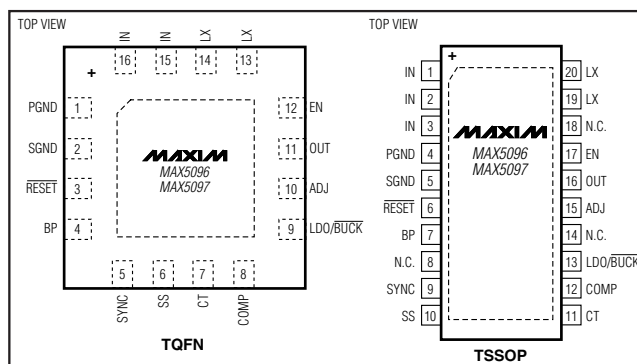 TOP VIEW
IN IN LX LX
16 15 14 13
+
PGND 1
SGND 2
RESET 3
BP 4
12 EN
11 OUT
10 ADJ
9 LDO/BUCK
MAXIM
MAX5096
MAX5097
5 6 7 8
SYNC SS CT COMP
TQFN
TOP VIEW
+
IN 1
IN 2
IN 3
PGND 4
SGND 5
RESET 6
BP 7
N.C. 8
SYNC 9
SS 10
MAXIM
MAX5096
MAX5097
20 LX
19 LX
18 N.C.
17 EN
16 OUT
15 ADJ
14 N.C.
13 LDO/BUCK
12 COMP
11 CT
TSSOP